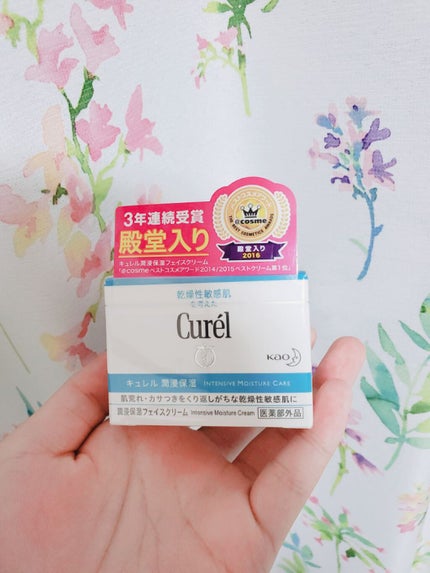 3年連続受賞
殿堂入り
キュレル潤浸保湿フェイスクリーム
「@cosmeベストコスメアワード2014/2015ベストクリーム第1位」
@cosme
THE BEST COSMETICS AWARDS
殿堂入り
2016
乾燥性敏感肌
を考えた
Curél
Kao
キュレル 潤浸保湿 INTENSIVE MOISTURE CARE
肌荒れ・カサつきをくり返しがちな乾燥性敏感肌に
潤浸保湿フェイスクリーム Intensive Moisture Cream 医薬部外品